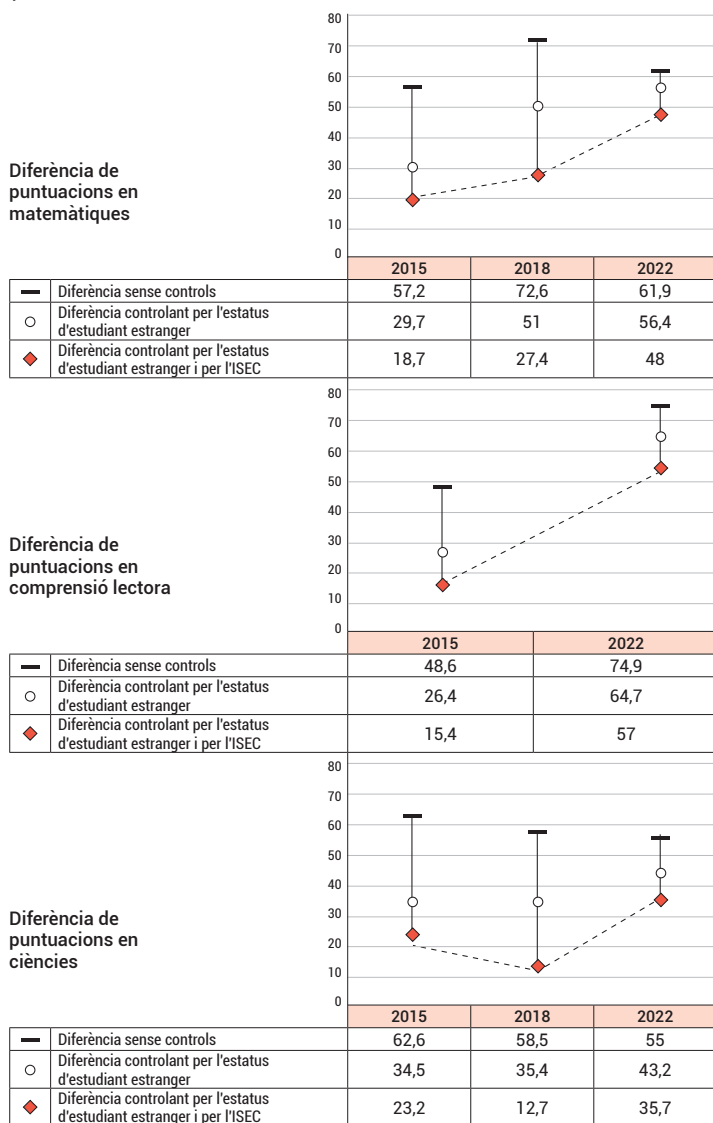 80
70
60
50
40
30
20
10
0
Diferència de
puntuacions en
matemàtiques
2015 2018 2022
Diferència sense controls 57,2 72,6 61,9
Diferència controlant per l'estatus
d'estudiant estranger 29,7 51 56,4
Diferència controlant per l'estatus
d'estudiant estranger i per l'ISEC 18,7 27,4 48
80
70
60
50
40
30
20
10
0
Diferència de
puntuacions en
comprensió lectora
2015 2022
Diferència sense controls 48,6 74,9
Diferència controlant per l'estatus
d'estudiant estranger 26,4 64,7
Diferència controlant per l'estatus
d'estudiant estranger i per l'ISEC 15,4 57
80
70
60
50
40
30
20
10
0
Diferència de
puntuacions en
ciències
2015 2018 2022
Diferència sense controls 62,6 58,5 55
Diferència controlant per l'estatus
d'estudiant estranger 34,5 35,4 43,2
Diferència controlant per l'estatus
d'estudiant estranger i per l'ISEC 23,2 12,7 35,7